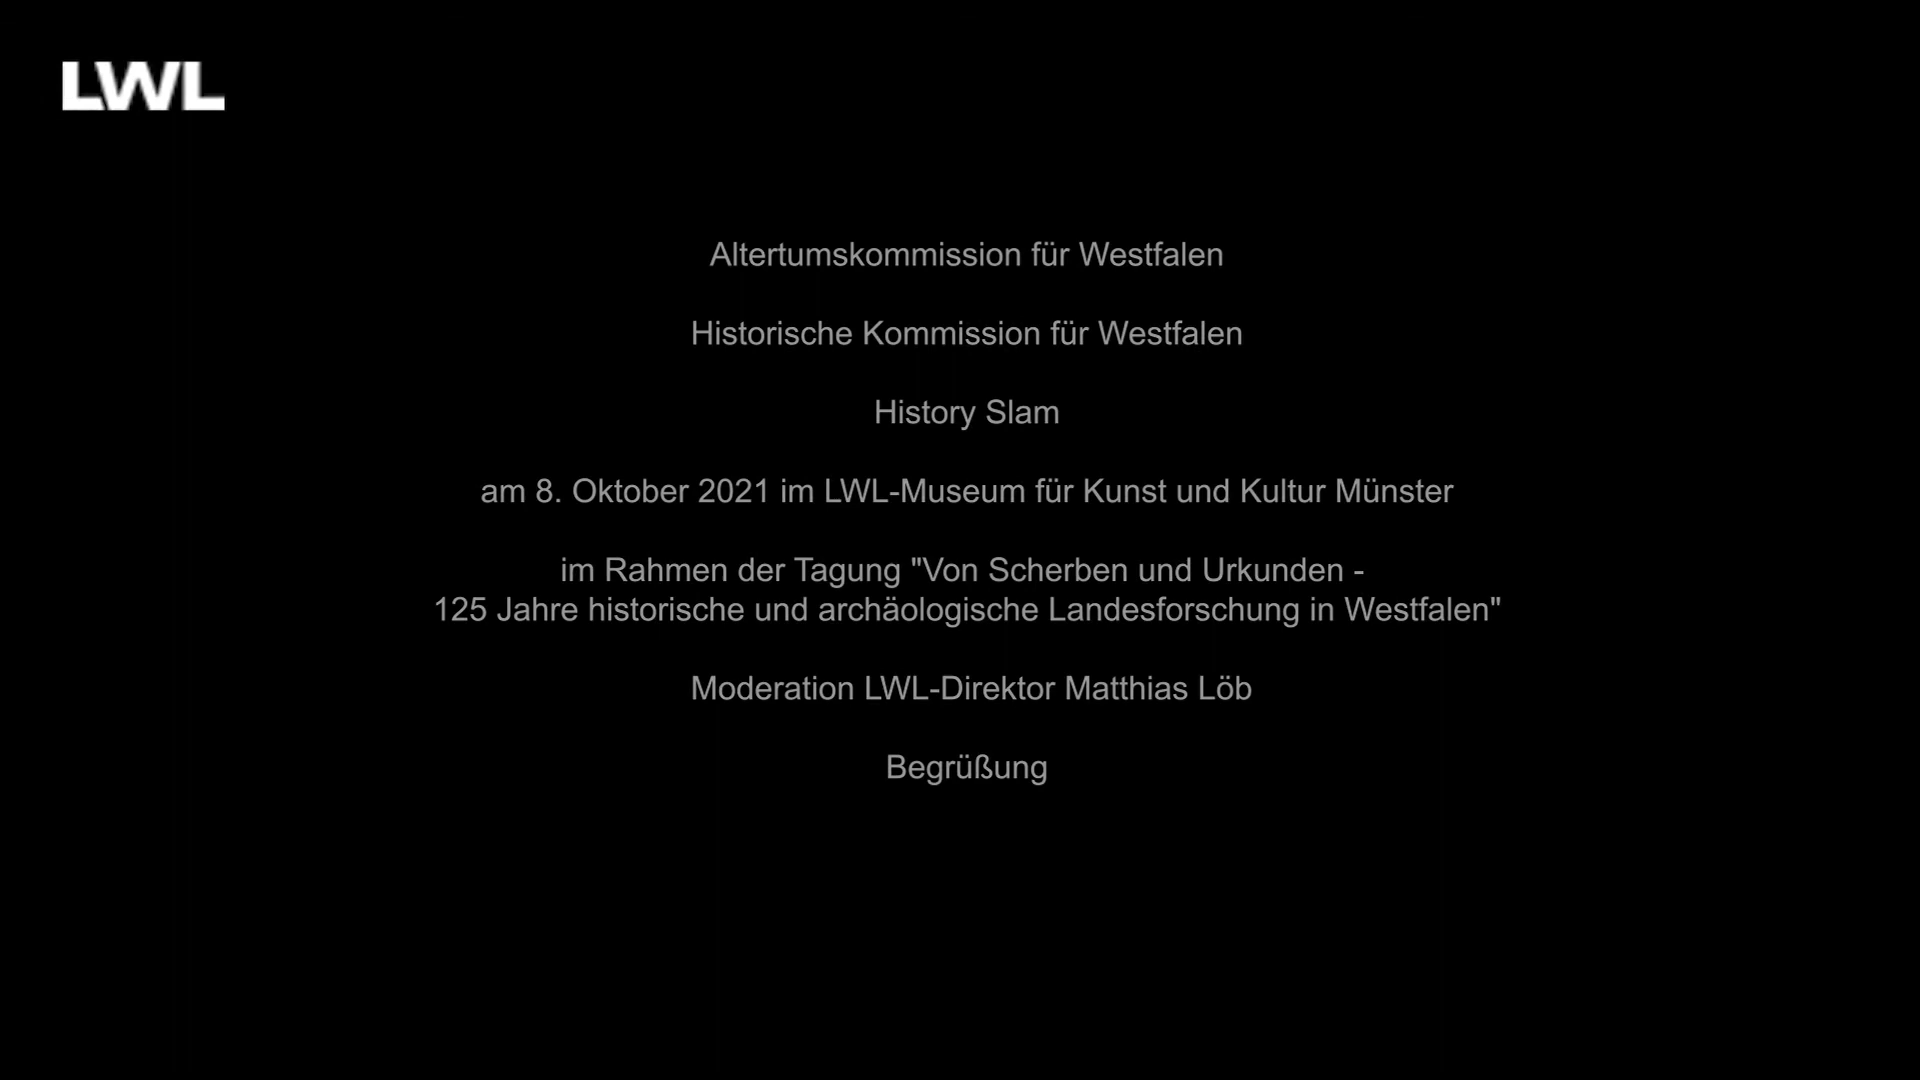 LWL
Altertumskommission für Westfalen
Historische Kommission für Westfalen
History Slam
am 8. Oktober 2021 im LWL-Museum für Kunst und Kultur Münster
im Rahmen der Tagung "Von Scherben und Urkunden -
125 Jahre historische und archäologische Landesforschung in Westfalen"
Moderation LWL-Direktor Matthias Löb
Begrüßung